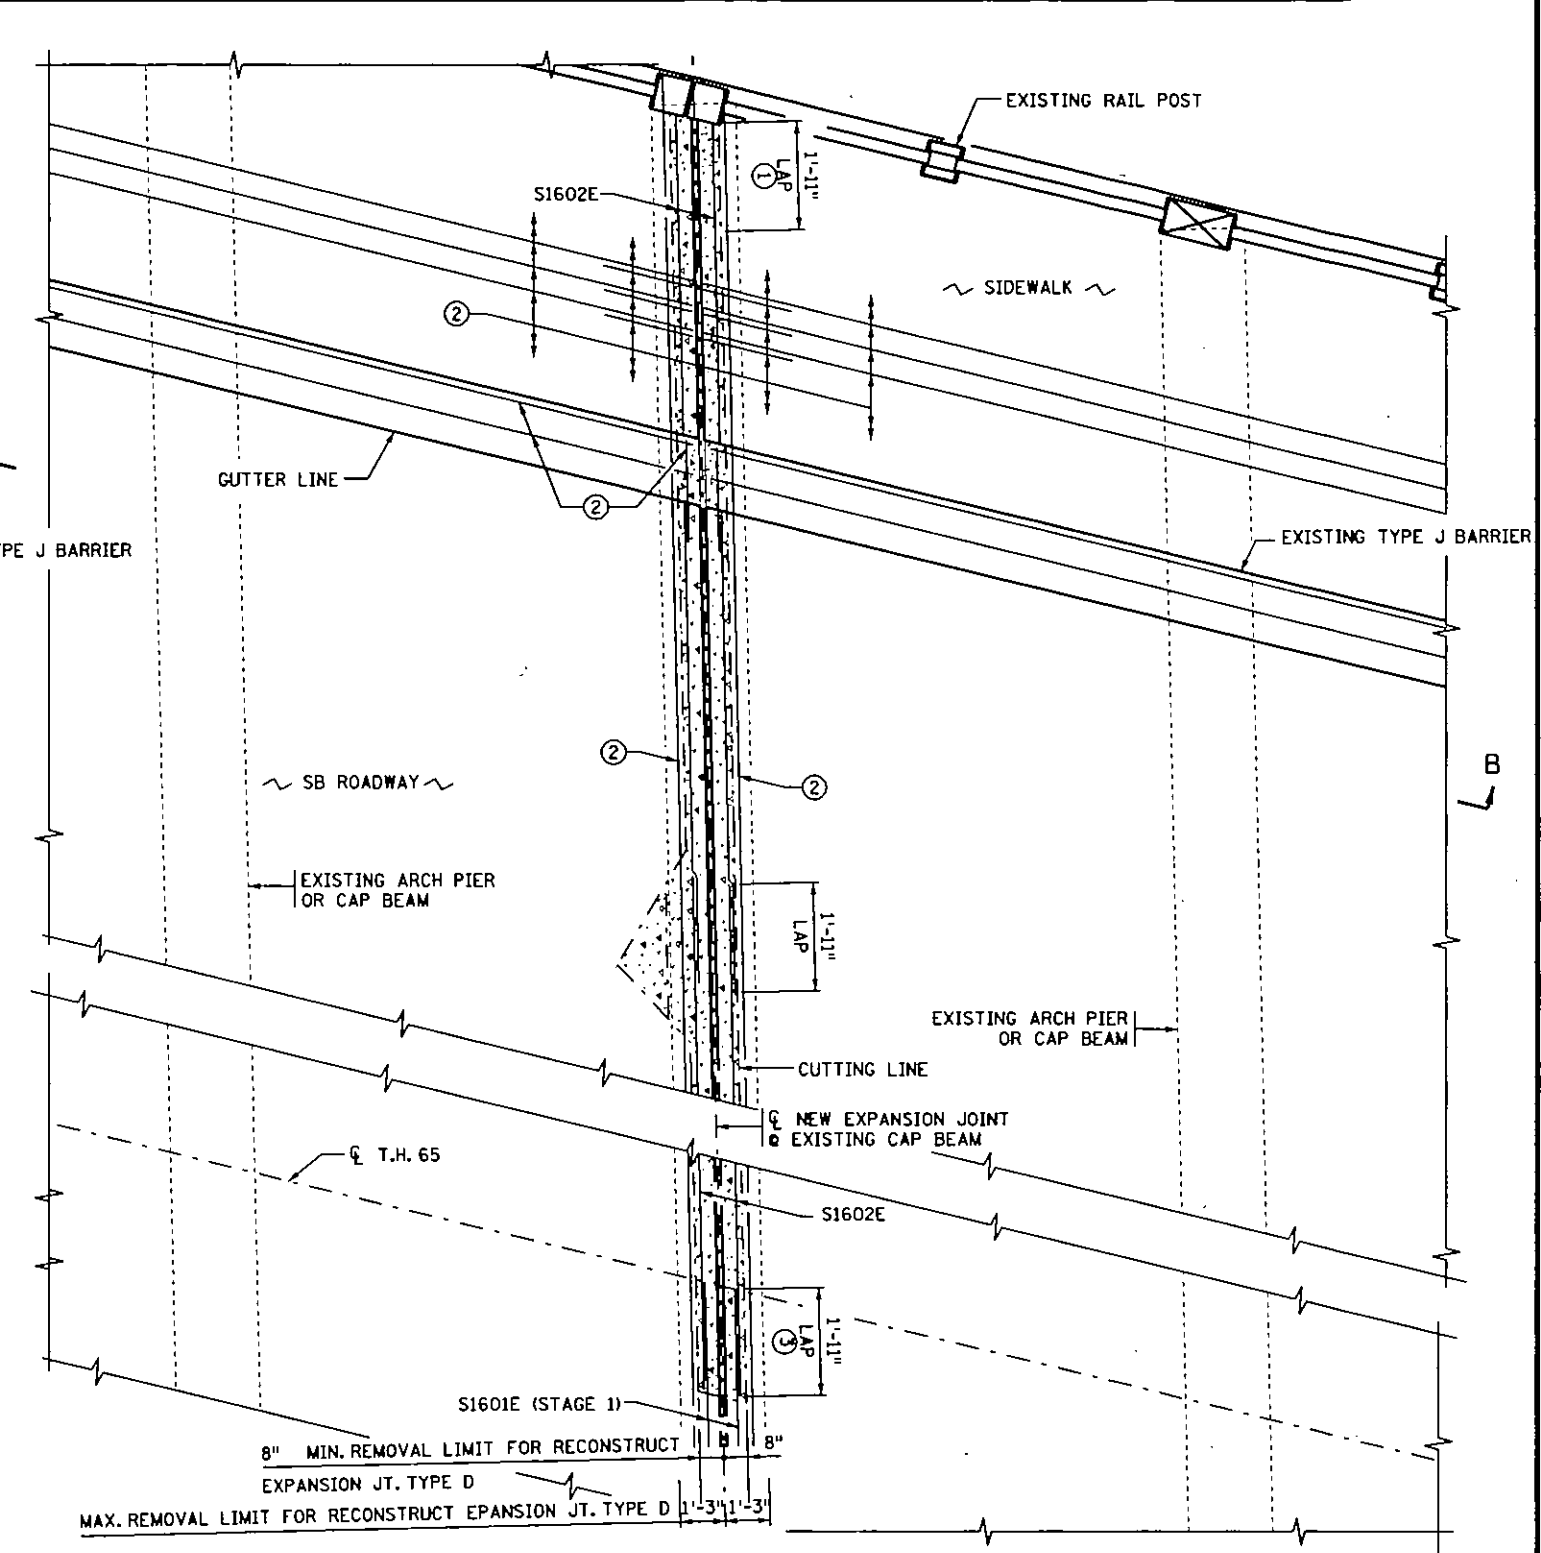 EXISTING RAIL POST
1'-11"
LAP
1
S1602E
SIDEWALK
2
GUTTER LINE
2
EXISTING TYPE J BARRIER
YPE J BARRIER
2
2
SB ROADWAY
B
EXISTING ARCH PIER
OR CAP BEAM
1'-11"
LAP
EXISTING ARCH PIER
OR CAP BEAM
CUTTING LINE
℄ NEW EXPANSION JOINT
EXISTING CAP BEAM
℄ T.H. 65
S1602E
1'-11"
LAP
3
S1601E (STAGE 1)
8" MIN. REMOVAL LIMIT FOR RECONSTRUCT 8"
EXPANSION JT. TYPE D
MAX. REMOVAL LIMIT FOR RECONSTRUCT EPANSION JT. TYPE D 1'-3" 1'-3"